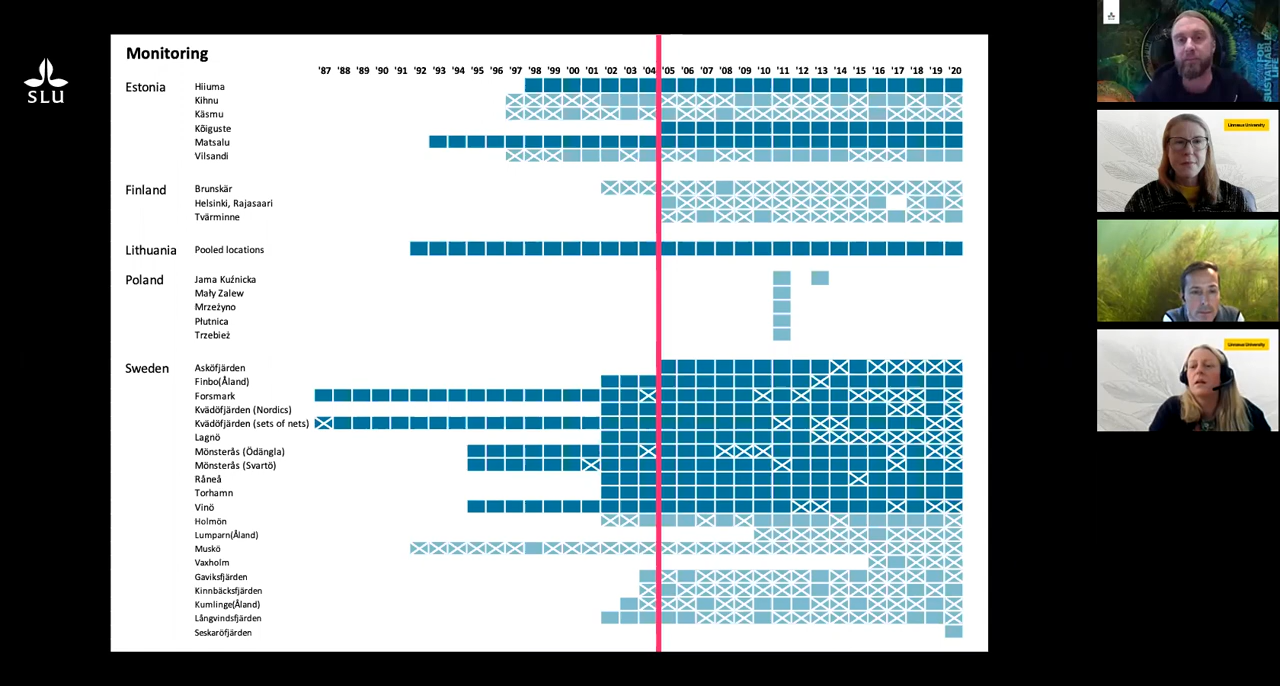 SLU
Monitoring
'87 '88 '89 '90 '91 '92 '93 '94 '95 '96 '97 '98 '99 '00 '01 '02 '03 '04 '05 '06 '07 '08 '09 '10 '11 '12 '13 '14 '15 '16 '17 '18 '19 '20
Estonia Hiiuma
Kihnu
Käsmu
Kõiguste
Matsalu
Vilsandi
Finland Brunskär
Helsinki, Rajasaari
Tvärminne
Lithuania Pooled locations
Poland Jama Kuźnicka
Mały Zalew
Mrzeżyno
Płutnica
Trzebież
Sweden Asköfjärden
Finbo(Åland)
Forsmark
Kvädöfjärden (Nordics)
Kvädöfjärden (sets of nets)
Lagnö
Mönsterås (Ödängla)
Mönsterås (Svartö)
Råneå
Torhamn
Vinö
Holmön
Lumparn(Åland)
Muskö
Vaxholm
Gaviksfjärden
Kinnbäcksfjärden
Kumlinge(Åland)
Långvindsfjärden
Seskaröfjärden
FOR
SUSTAINABLE
LIFE
Linnaeus University
Linnaeus University